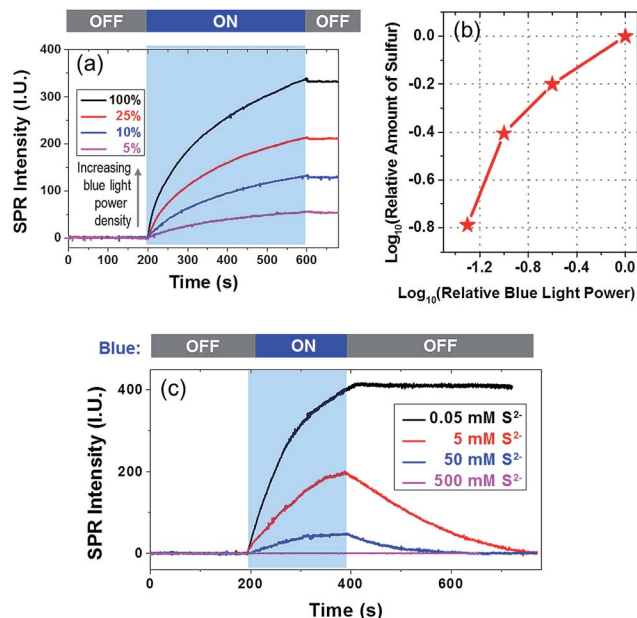 OFF ON OFF
(a)
400
300
200
100
0
SPR Intensity (I.U.)
100%
25%
10%
5%
Increasing
blue light
power
density
0 100 200 300 400 500 600
Time (s)
(b)
0.0
-0.2
-0.4
-0.6
-0.8
Log₁₀(Relative Amount of Sulfur)
-1.2 -0.8 -0.4 0.0
Log₁₀(Relative Blue Light Power)
Blue: OFF ON OFF
(c)
400
200
0
SPR Intensity (I.U.)
0.05 mM S²⁻
5 mM S²⁻
50 mM S²⁻
500 mM S²⁻
0 200 400 600
Time (s)